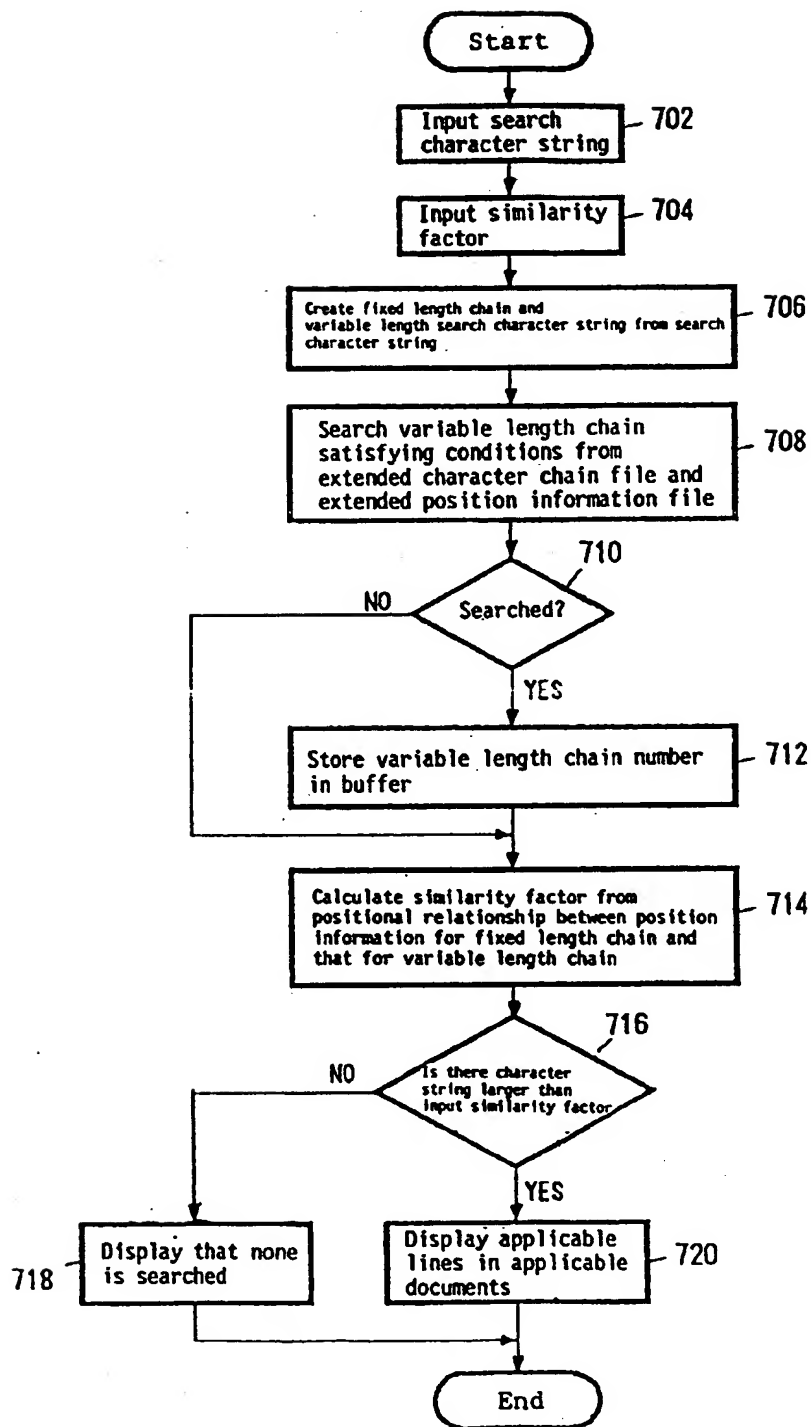 Start
Input search
character string
702
Input similarity
factor
704
Create fixed length chain and
variable length search character string from search
character string
706
Search variable length chain
satisfying conditions from
extended character chain file and
extended position information file
708
710
Searched?
NO
YES
Store variable length chain number
in buffer
712
Calculate similarity factor from
positional relationship between position
information for fixed length chain and
that for variable length chain
714
716
Is there character
string larger than
input similarity factor
NO
YES
Display that none
is searched
718
Display applicable
lines in applicable
documents
720
End